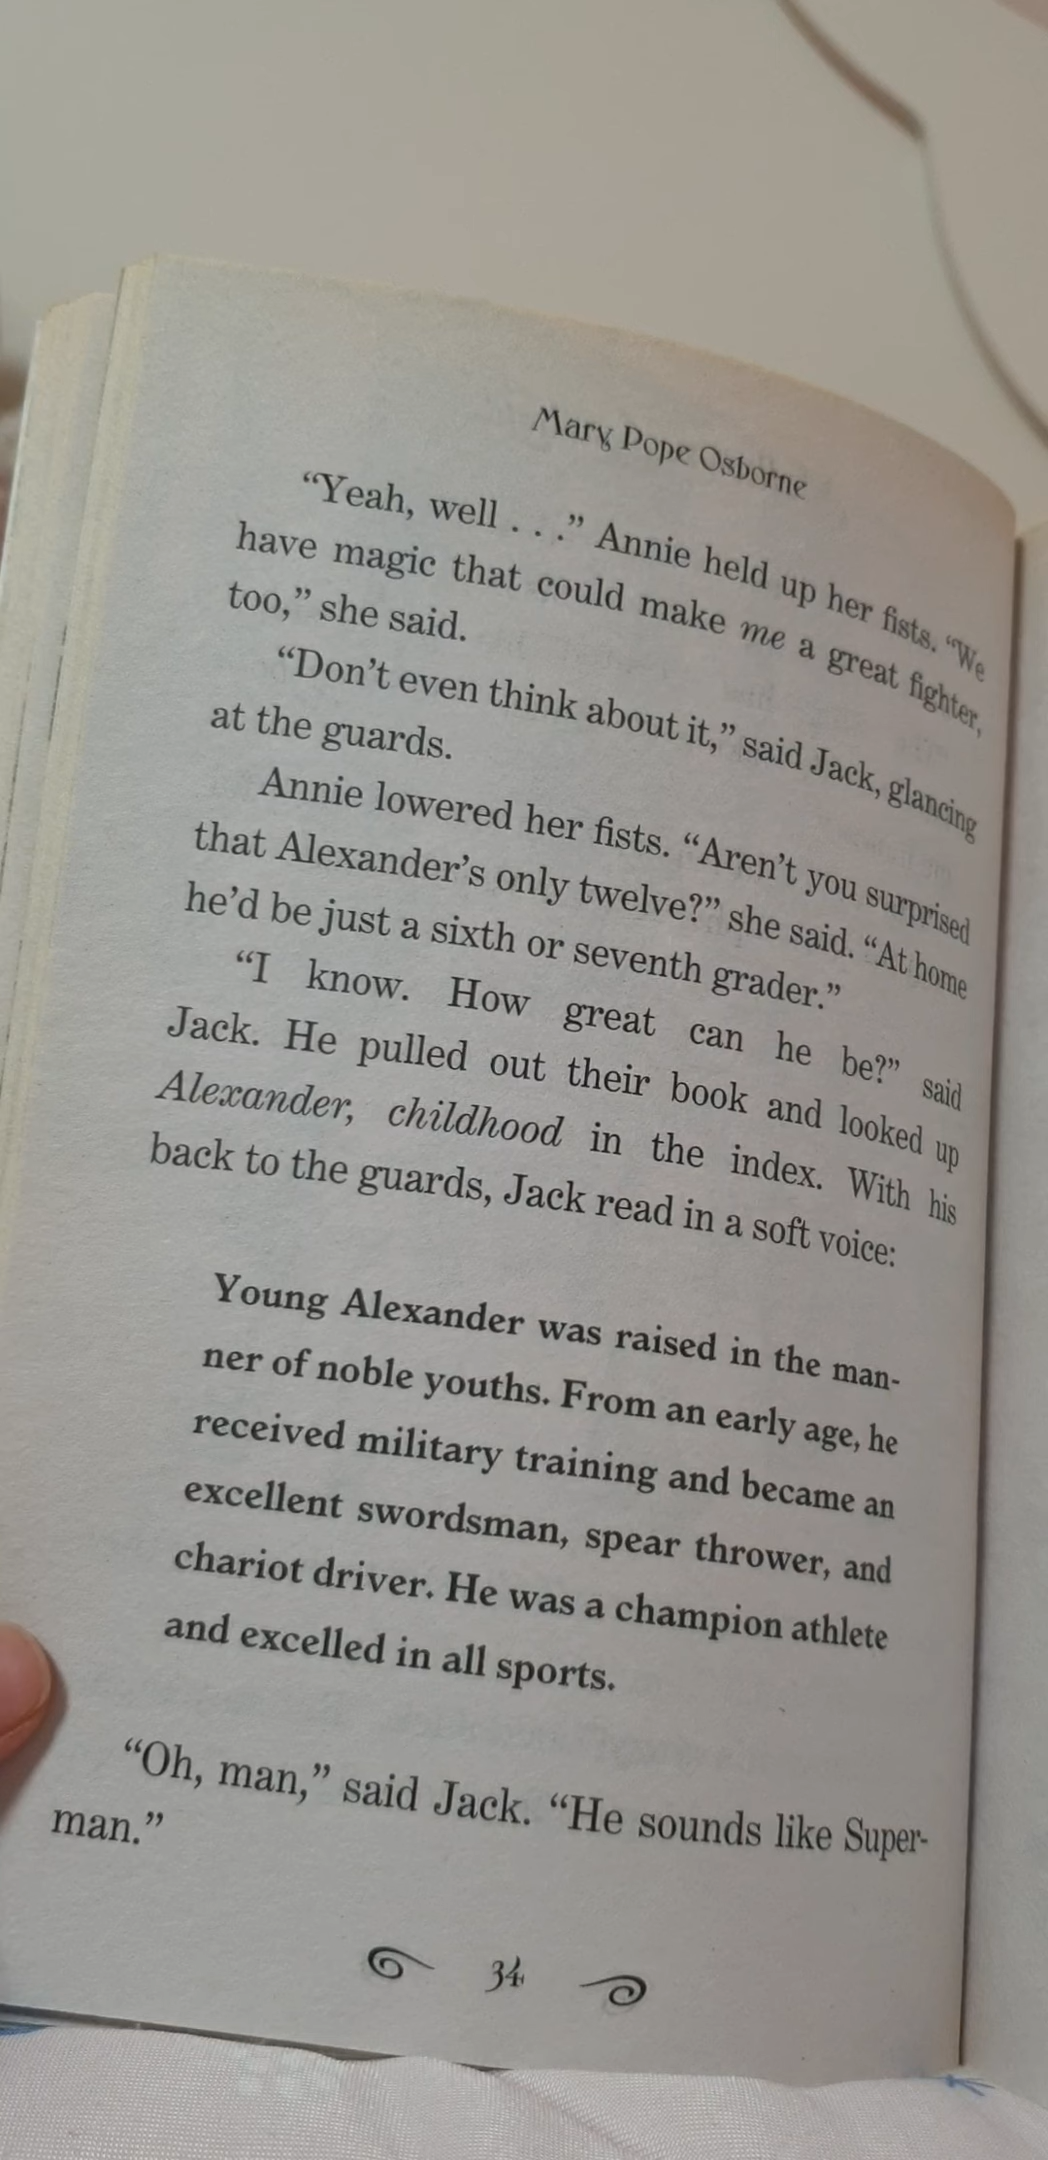 Mary Pope Osborne
“Yeah, well . . .” Annie held up her fists. “We
have magic that could make me a great fighter,
too,” she said.
“Don’t even think about it,” said Jack, glancing
at the guards.
Annie lowered her fists. “Aren’t you surprised
that Alexander’s only twelve?” she said. “At home
he’d be just a sixth or seventh grader.”
“I know. How great can he be?” said
Jack. He pulled out their book and looked up
Alexander, childhood in the index. With his
back to the guards, Jack read in a soft voice:
Young Alexander was raised in the man-
ner of noble youths. From an early age, he
received military training and became an
excellent swordsman, spear thrower, and
chariot driver. He was a champion athlete
and excelled in all sports.
“Oh, man,” said Jack. “He sounds like Super-
man.”
34